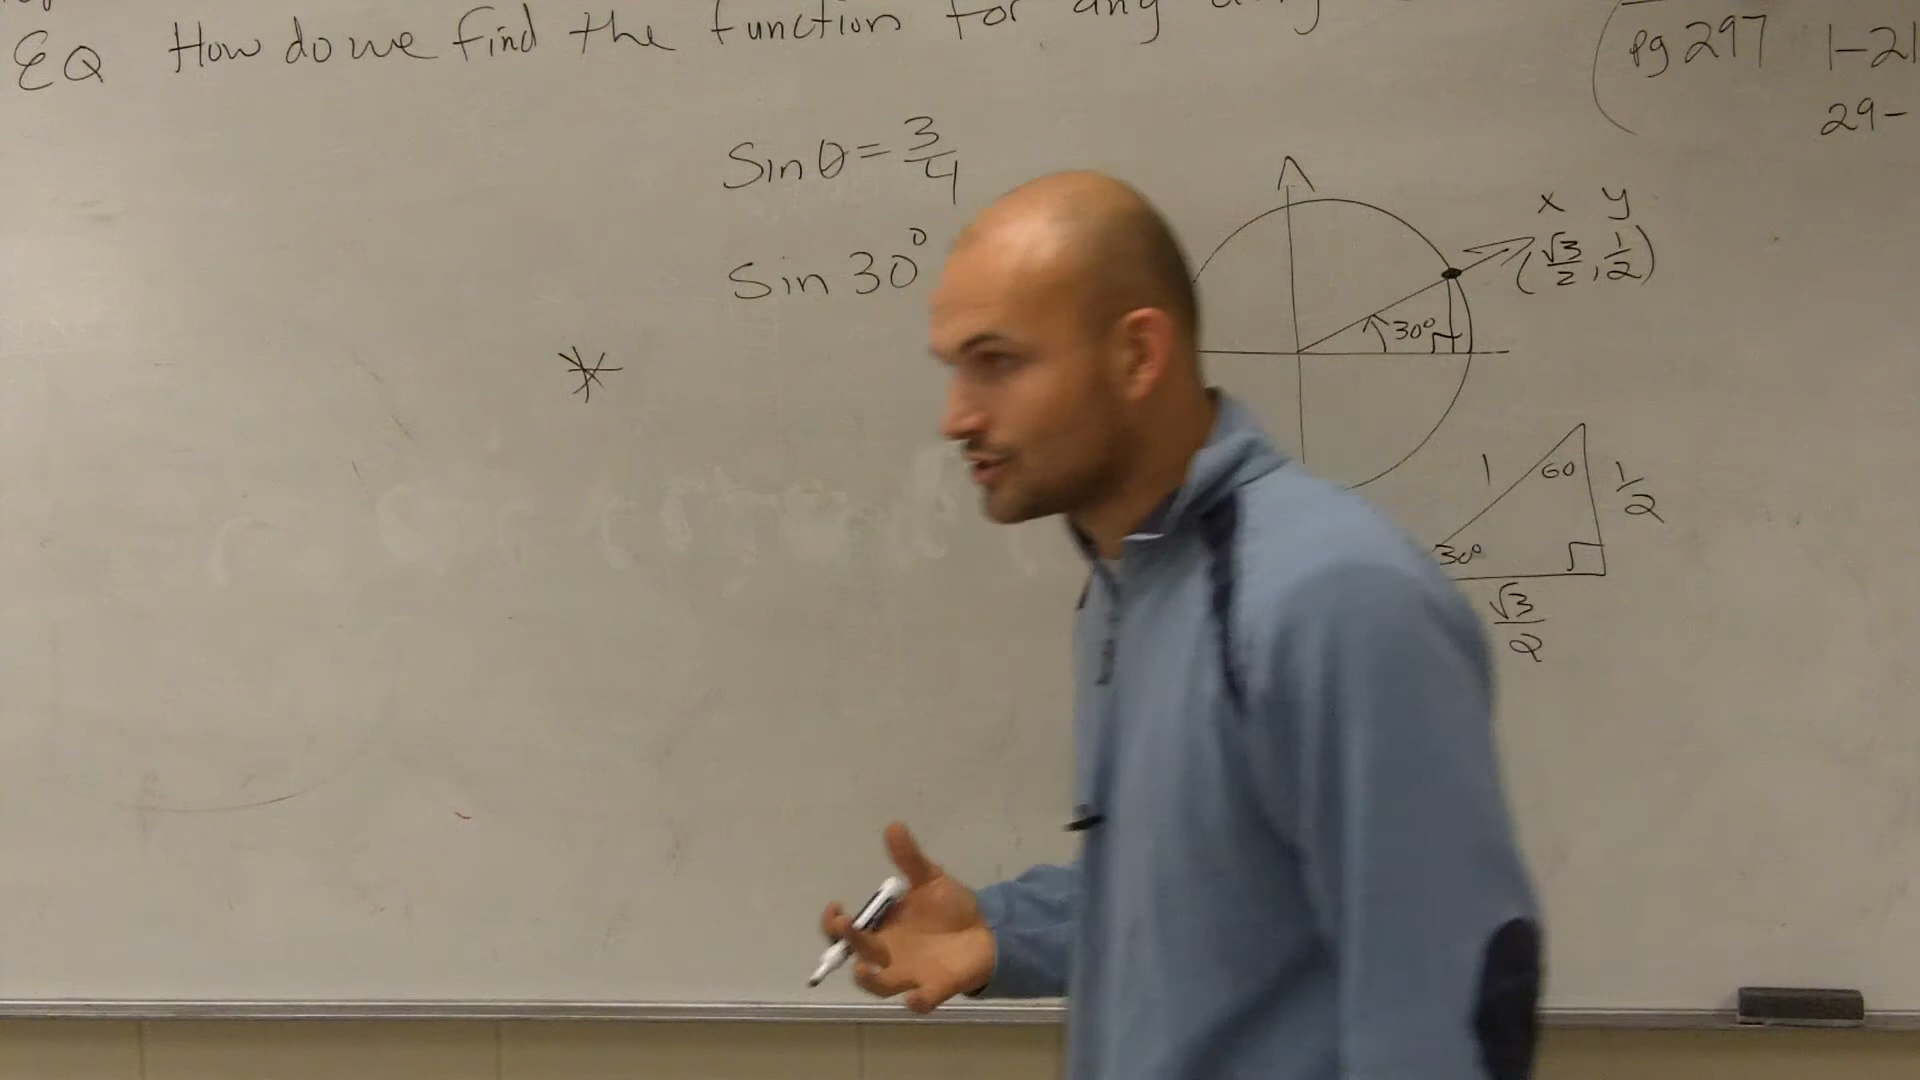 EQ How do we find the function for any
pg 297 1-21
29-
Sin θ = 3/4
Sin 30°
x y
(√3/2, 1/2)
30°
1 60 1/2
30°
√3/2